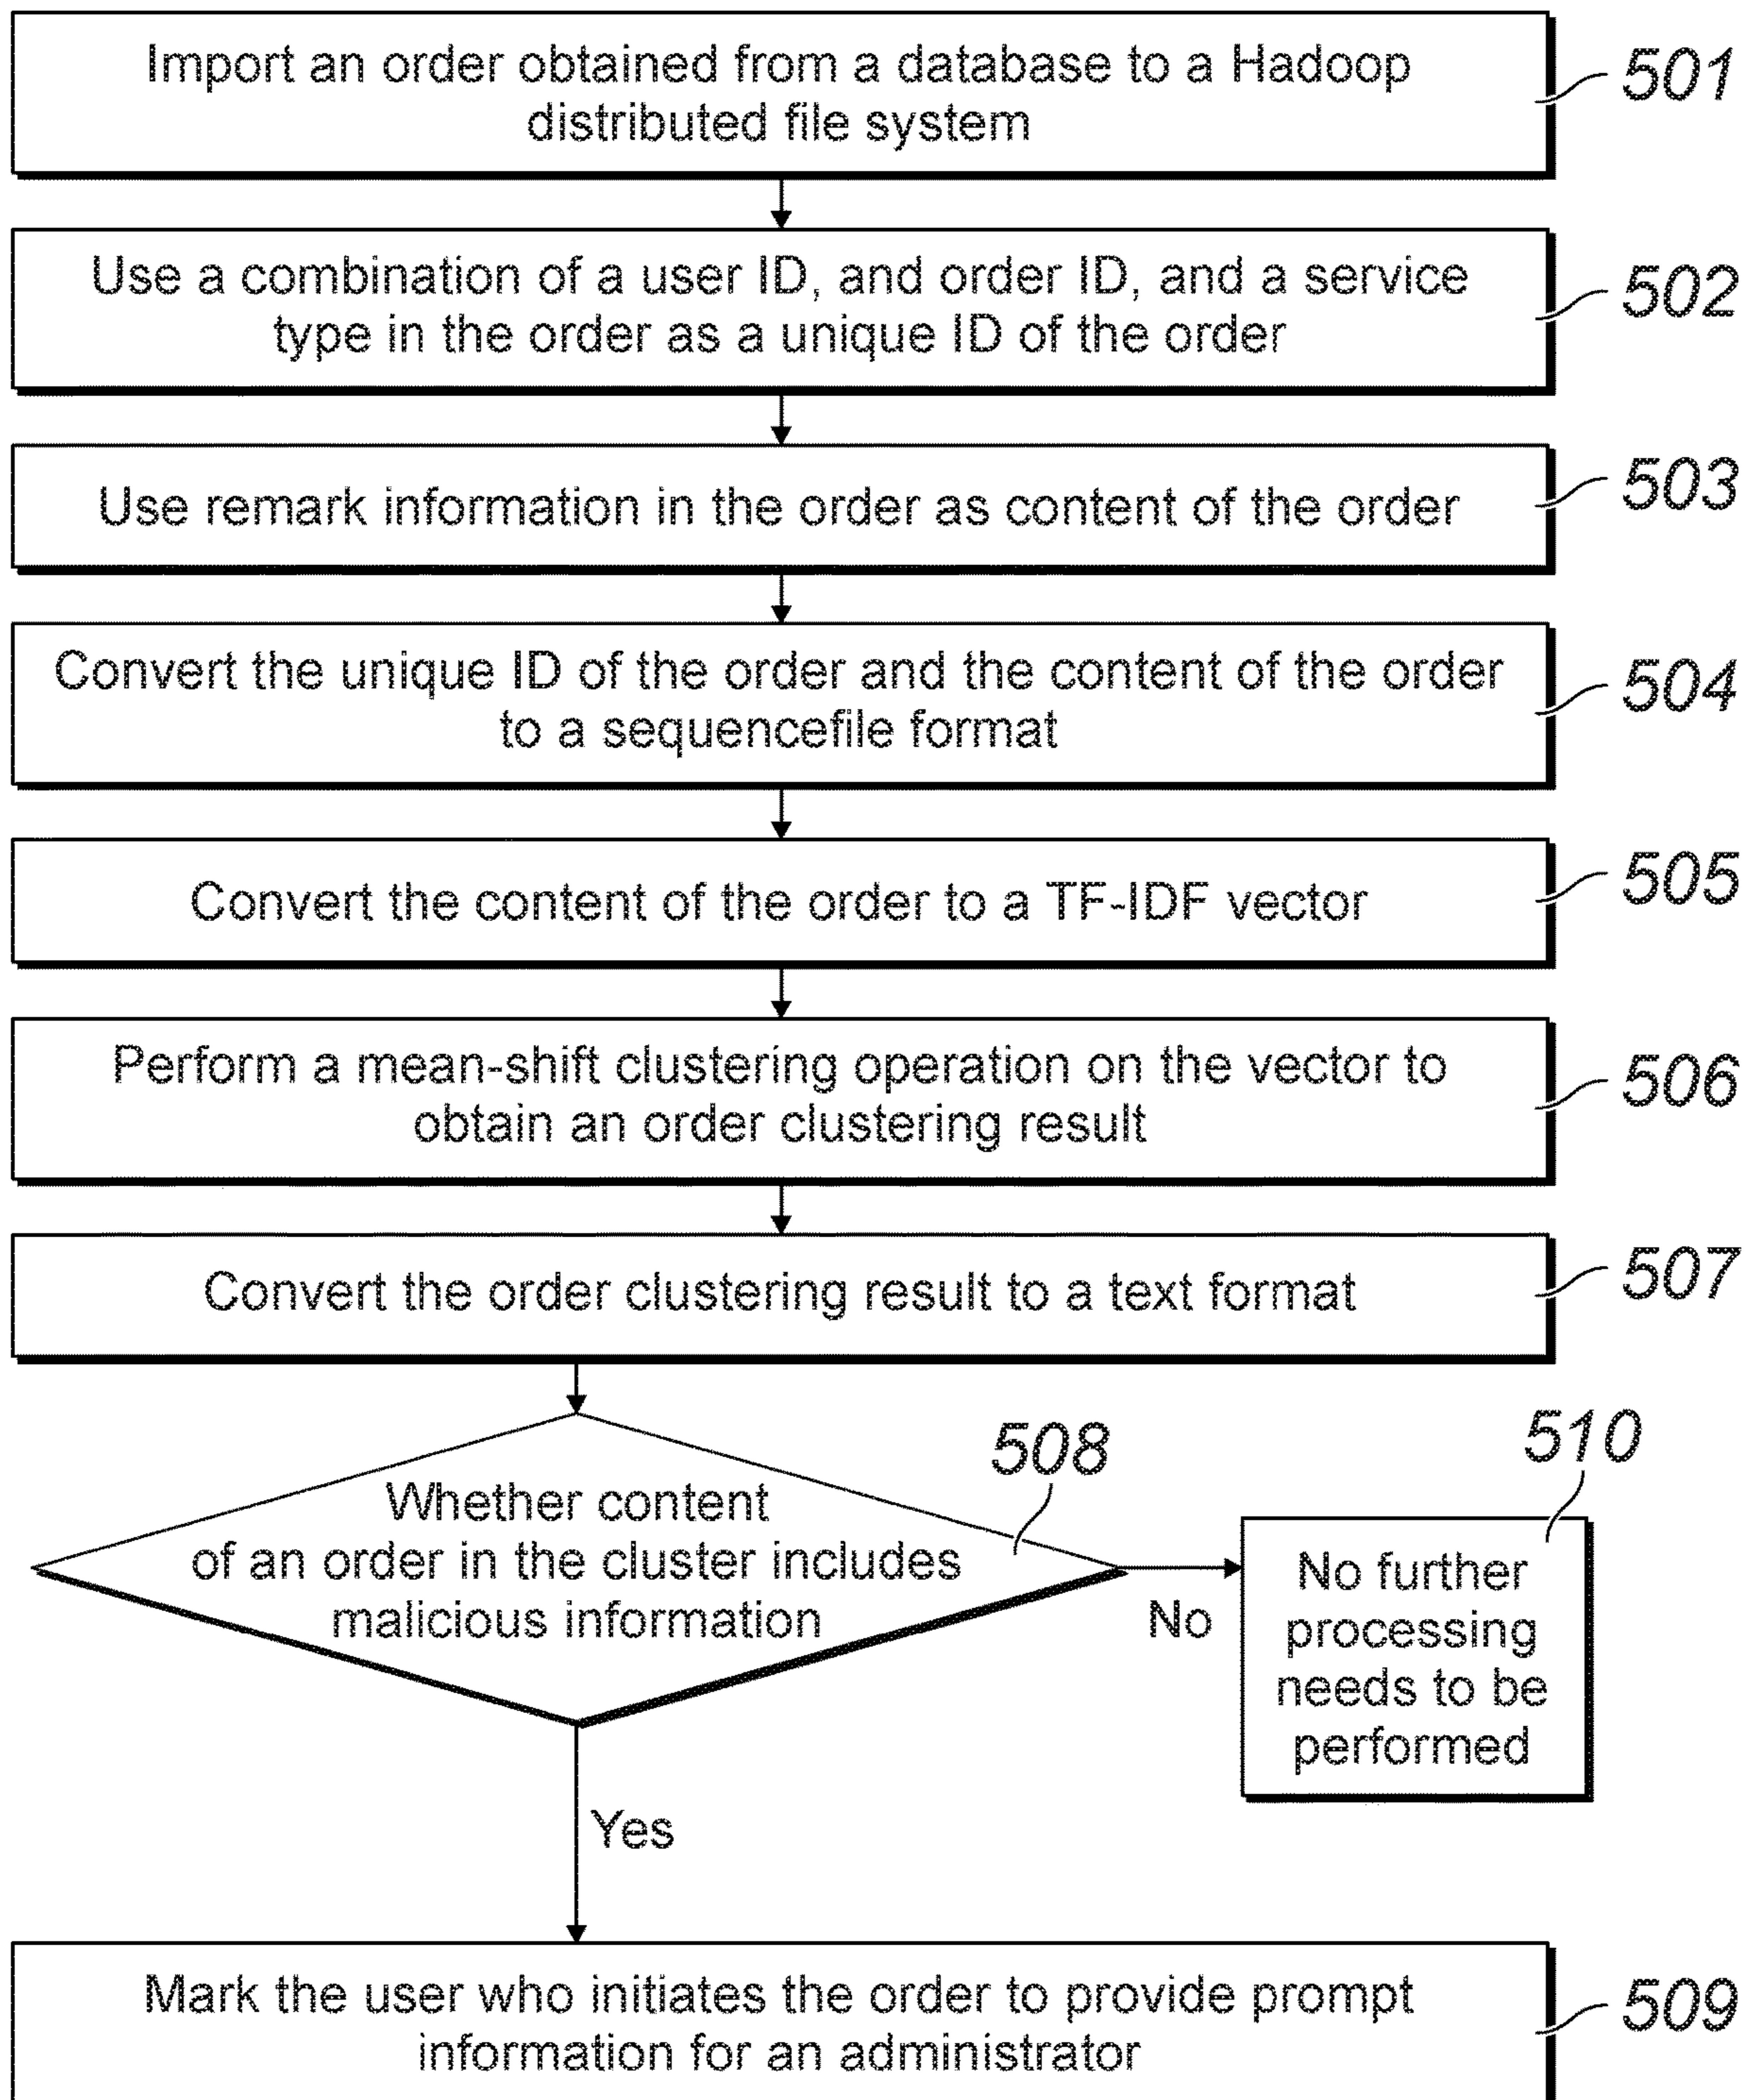 Import an order obtained from a database to a Hadoop
distributed file system
501
Use a combination of a user ID, and order ID, and a service
type in the order as a unique ID of the order
502
Use remark information in the order as content of the order
503
Convert the unique ID of the order and the content of the order
to a sequencefile format
504
Convert the content of the order to a TF-IDF vector
505
Perform a mean-shift clustering operation on the vector to
obtain an order clustering result
506
Convert the order clustering result to a text format
507
Whether content
of an order in the cluster includes
malicious information
508
No
510
No further
processing
needs to be
performed
Yes
Mark the user who initiates the order to provide prompt
information for an administrator
509